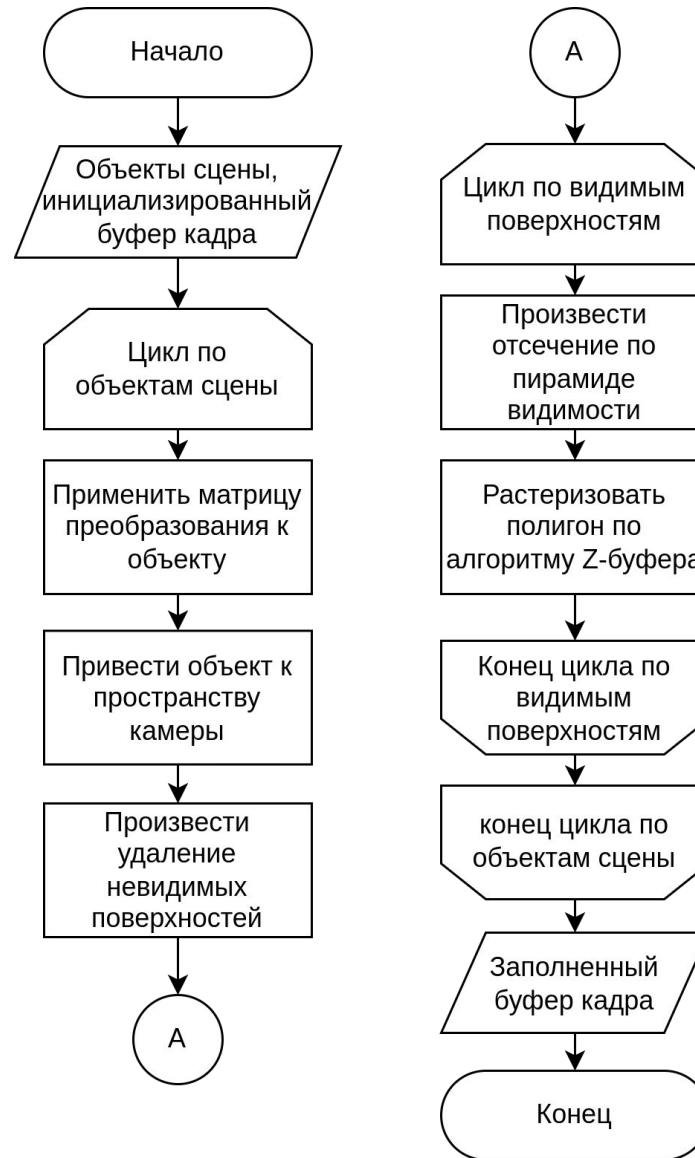 Начало
Объекты сцены,
инициализированный
буфер кадра
Цикл по
объектам сцены
Применить матрицу
преобразования к
объекту
Привести объект к
пространству
камеры
Произвести
удаление
невидимых
поверхностей
А
А
Цикл по видимым
поверхностям
Произвести
отсечение по
пирамиде
видимости
Растеризовать
полигон по
алгоритму Z-буфера
Конец цикла по
видимым
поверхностям
конец цикла по
объектам сцены
Заполненный
буфер кадра
Конец